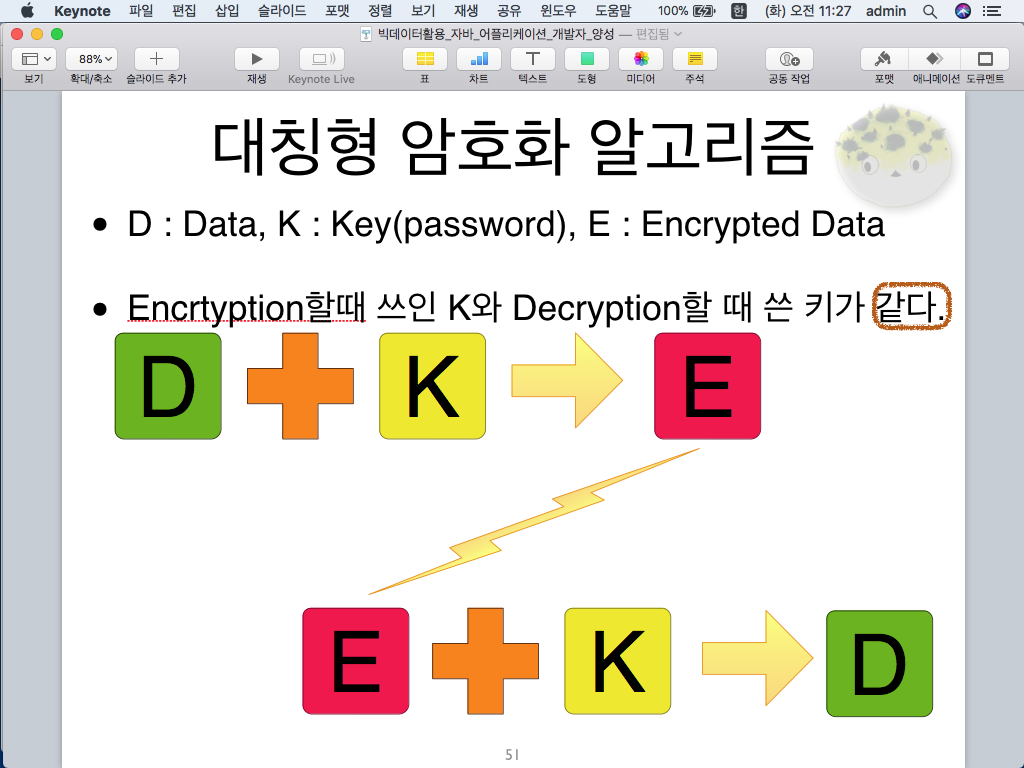 Keynote 파일 편집 삽입 슬라이드 포맷 정렬 보기 재생 공유 윈도우 도움말 100% 한 (화) 오전 11:27 admin
빅데이터활용_자바_어플리케이션_개발자_양성 — 편집됨
88%
보기 확대/축소 슬라이드 추가 재생 Keynote Live 표 차트 텍스트 도형 미디어 주석 공동 작업 포맷 애니메이션 도큐멘트
대칭형 암호화 알고리즘
• D : Data, K : Key(password), E : Encrypted Data
• Encrtyption할때 쓰인 K와 Decryption할 때 쓴 키가 같다.
D K E
E K D
51